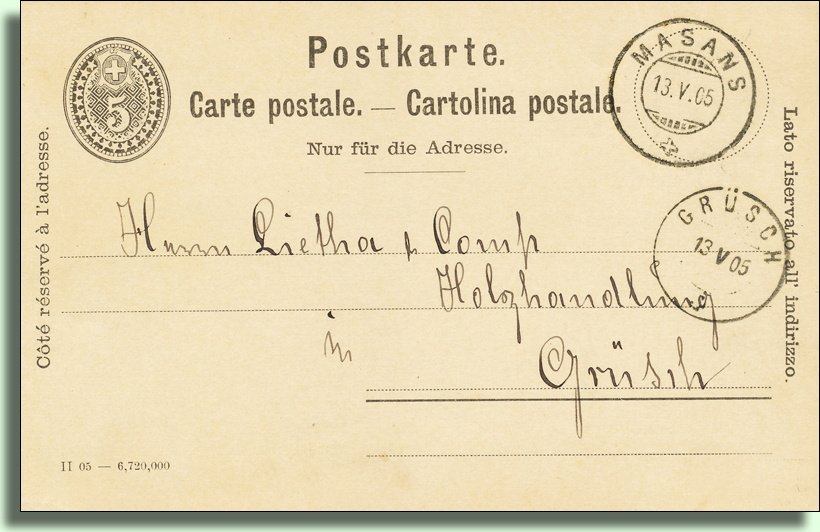 Postkarte.
Carte postale. — Cartolina postale.
Nur für die Adresse.
5
MASANS
13.V.05
GRÜSCH
13 V 05
Côté réservé à l'adresse.
Lato riservato all' indirizzo.
Herrn Lietha & Comp
Holzhandlung
in
Grüsch
II 05 — 6,720,000